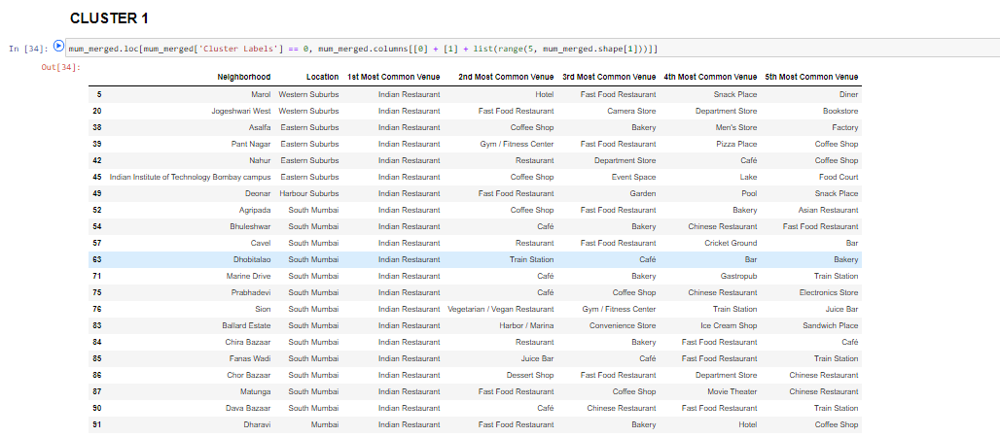 CLUSTER 1
In [34]: mum_merged.loc[mum_merged['Cluster Labels'] == 0, mum_merged.columns[[0] + [1] + list(range(5, mum_merged.shape[1]))]]
Out[34]:
Neighborhood Location 1st Most Common Venue 2nd Most Common Venue 3rd Most Common Venue 4th Most Common Venue 5th Most Common Venue
5 Marol Western Suburbs Indian Restaurant Hotel Fast Food Restaurant Snack Place Diner
20 Jogeshwari West Western Suburbs Indian Restaurant Fast Food Restaurant Camera Store Department Store Bookstore
38 Asalfa Eastern Suburbs Indian Restaurant Coffee Shop Bakery Men's Store Factory
39 Pant Nagar Eastern Suburbs Indian Restaurant Gym / Fitness Center Fast Food Restaurant Pizza Place Coffee Shop
42 Nahur Eastern Suburbs Indian Restaurant Restaurant Department Store Café Coffee Shop
45 Indian Institute of Technology Bombay campus Eastern Suburbs Indian Restaurant Coffee Shop Event Space Lake Food Court
49 Deonar Harbour Suburbs Indian Restaurant Fast Food Restaurant Garden Pool Snack Place
52 Agripada South Mumbai Indian Restaurant Coffee Shop Fast Food Restaurant Bakery Asian Restaurant
54 Bhuleshwar South Mumbai Indian Restaurant Café Bakery Chinese Restaurant Fast Food Restaurant
57 Cavel South Mumbai Indian Restaurant Restaurant Fast Food Restaurant Cricket Ground Bar
63 Dhobitalao South Mumbai Indian Restaurant Train Station Café Bar Bakery
71 Marine Drive South Mumbai Indian Restaurant Café Bakery Gastropub Train Station
75 Prabhadevi South Mumbai Indian Restaurant Café Coffee Shop Chinese Restaurant Electronics Store
76 Sion South Mumbai Indian Restaurant Vegetarian / Vegan Restaurant Gym / Fitness Center Train Station Juice Bar
83 Ballard Estate South Mumbai Indian Restaurant Harbor / Marina Convenience Store Ice Cream Shop Sandwich Place
84 Chira Bazaar South Mumbai Indian Restaurant Restaurant Bakery Fast Food Restaurant Café
85 Fanas Wadi South Mumbai Indian Restaurant Juice Bar Café Fast Food Restaurant Train Station
86 Chor Bazaar South Mumbai Indian Restaurant Dessert Shop Fast Food Restaurant Department Store Chinese Restaurant
87 Matunga South Mumbai Indian Restaurant Fast Food Restaurant Coffee Shop Movie Theater Chinese Restaurant
90 Dava Bazaar South Mumbai Indian Restaurant Café Chinese Restaurant Fast Food Restaurant Train Station
91 Dharavi Mumbai Indian Restaurant Fast Food Restaurant Bakery Hotel Coffee Shop